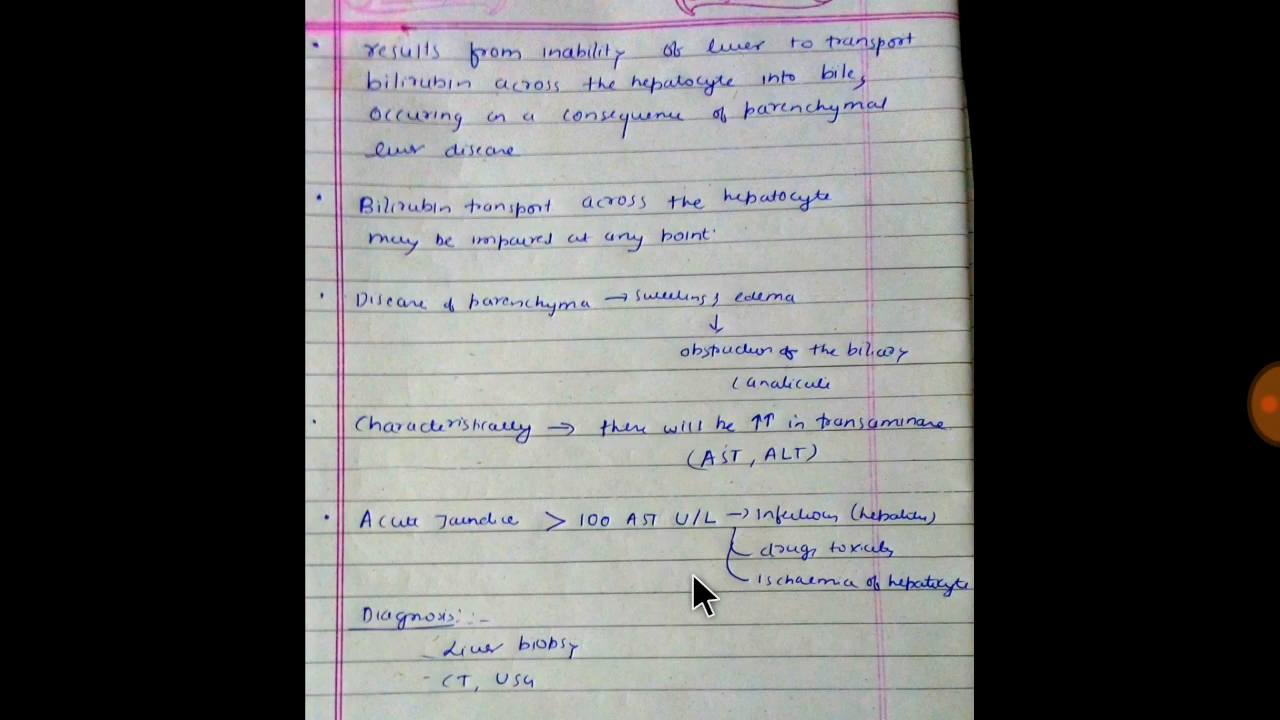 results from inability of liver to transport
bilirubin across the hepatocyte into bile,
occuring as a consequence of parenchymal
liver disease
Bilirubin transport across the hepatocyte
may be impaired at any point.
Disease of parenchyma → swelling, edema
↓
obstruction of the biliary
canaliculi
Characteristically → there will be ↑↑ in transaminase
(AST, ALT)
Acute Jaundice > 100 AST U/L → Infectious (hepatitis)
drugs toxicity
Ischaemia of hepatocyte
Diagnosis:-
- Liver biobsy
- CT, USG